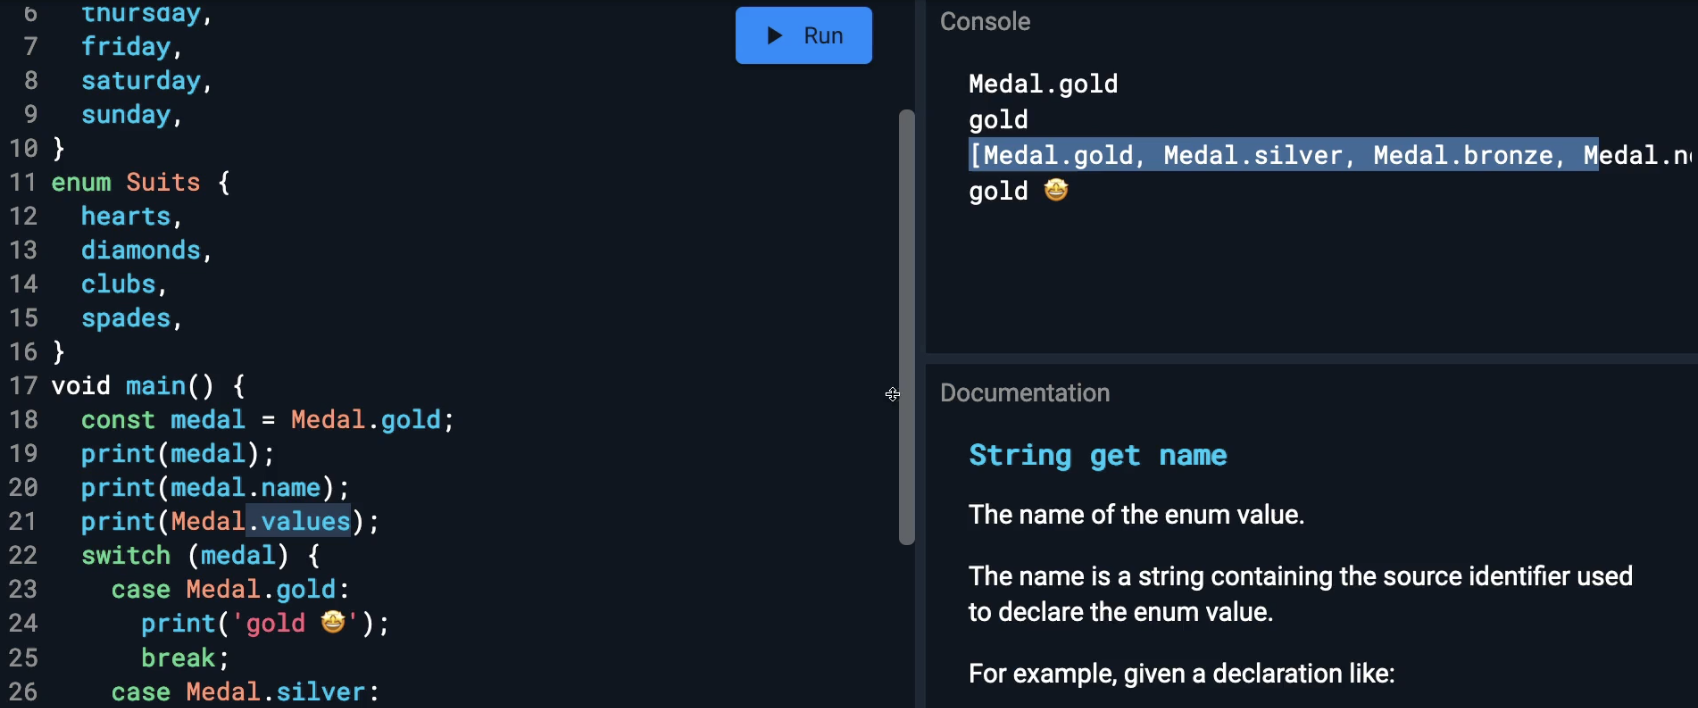 6 thursday,
7 friday,
8 saturday,
9 sunday,
10 }
11 enum Suits {
12 hearts,
13 diamonds,
14 clubs,
15 spades,
16 }
17 void main() {
18 const medal = Medal.gold;
19 print(medal);
20 print(medal.name);
21 print(Medal.values);
22 switch (medal) {
23 case Medal.gold:
24 print('gold 🤩');
25 break;
26 case Medal.silver:
Run
Console
Medal.gold
gold
[Medal.gold, Medal.silver, Medal.bronze, Medal.n
gold 🤩
Documentation
String get name
The name of the enum value.
The name is a string containing the source identifier used
to declare the enum value.
For example, given a declaration like: